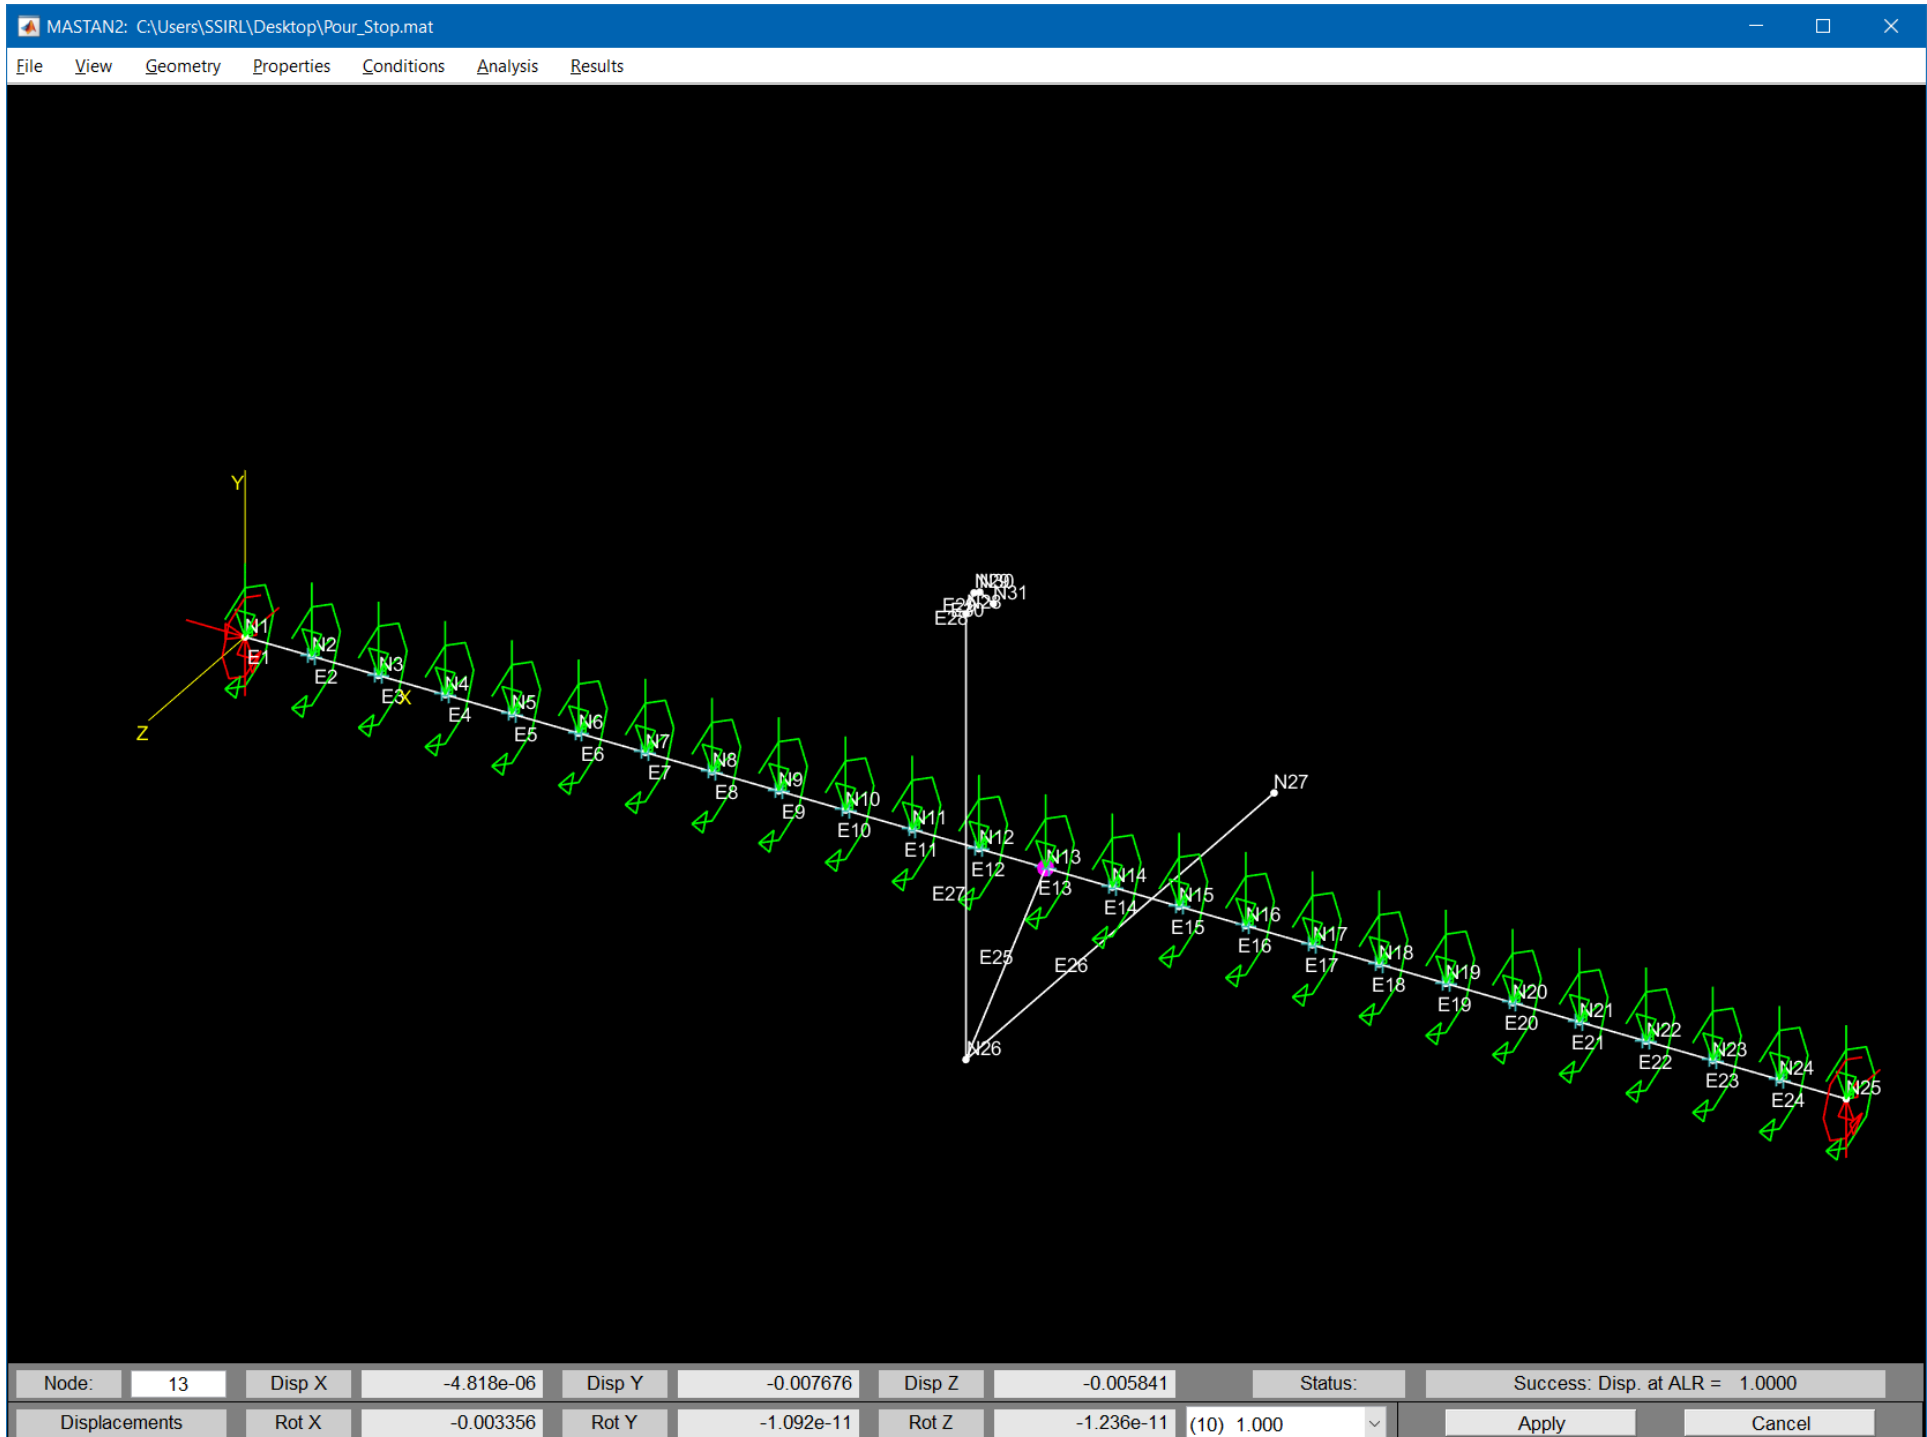 MASTAN2: C:\Users\SSIRL\Desktop\Pour_Stop.mat
File View Geometry Properties Conditions Analysis Results
Y
N31
N28
E28
N1
E1
N2
E2
N3
E3
X
N4
E4
N5
E5
Z
N6
E6
N7
E7
N8
E8
N9
E9
N27
N10
E10
N11
E11
N12
E12
N13
E13
E27
N14
E14
N15
E15
N16
E16
N17
E17
N18
E18
E25
E26
N19
E19
N20
E20
N21
E21
N26
N22
E22
N23
E23
N24
E24
N25
Node: 13 Disp X -4.818e-06 Disp Y -0.007676 Disp Z -0.005841 Status: Success: Disp. at ALR = 1.0000
Displacements Rot X -0.003356 Rot Y -1.092e-11 Rot Z -1.236e-11 (10) 1.000 Apply Cancel